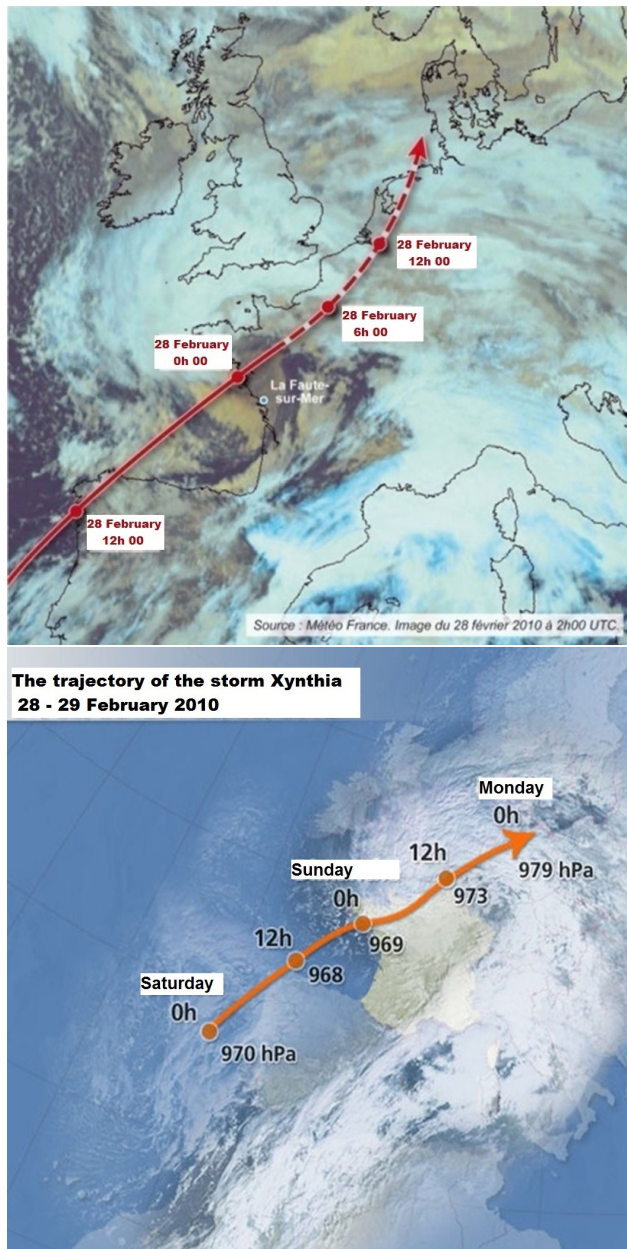 28 February
12h 00
28 February
6h 00
28 February
0h 00
La Faute-
sur-Mer
28 February
12h 00
Source : Météo France. Image du 28 février 2010 à 2h00 UTC.
The trajectory of the storm Xynthia
28 - 29 February 2010
Monday
0h
979 hPa
12h
973
Sunday
0h
969
12h
968
Saturday
0h
970 hPa